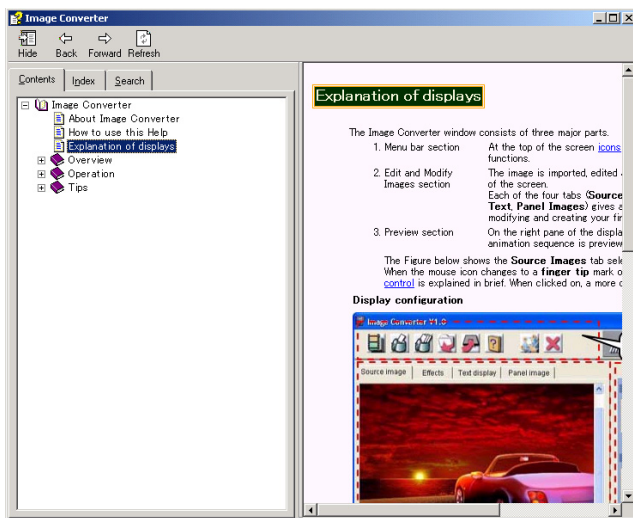 Image Converter
Hide Back Forward Refresh
Contents Index Search
Image Converter
About Image Converter
How to use this Help
Explanation of displays
Overview
Operation
Tips
Explanation of displays
The Image Converter window consists of three major parts.
1. Menu bar section At the top of the screen icons
functions.
2. Edit and Modify The image is imported, edited
Images section of the screen.
Each of the four tabs (Source
Text, Panel Images) gives
modifying and creating your
3. Preview section On the right pane of the
animation sequence is
The Figure below shows the Source Images tab
When the mouse icon changes to a finger tip mark
control is explained in brief. When clicked on, a more
Display configuration
Image Converter V1.0
Source image Effects Text display Panel image